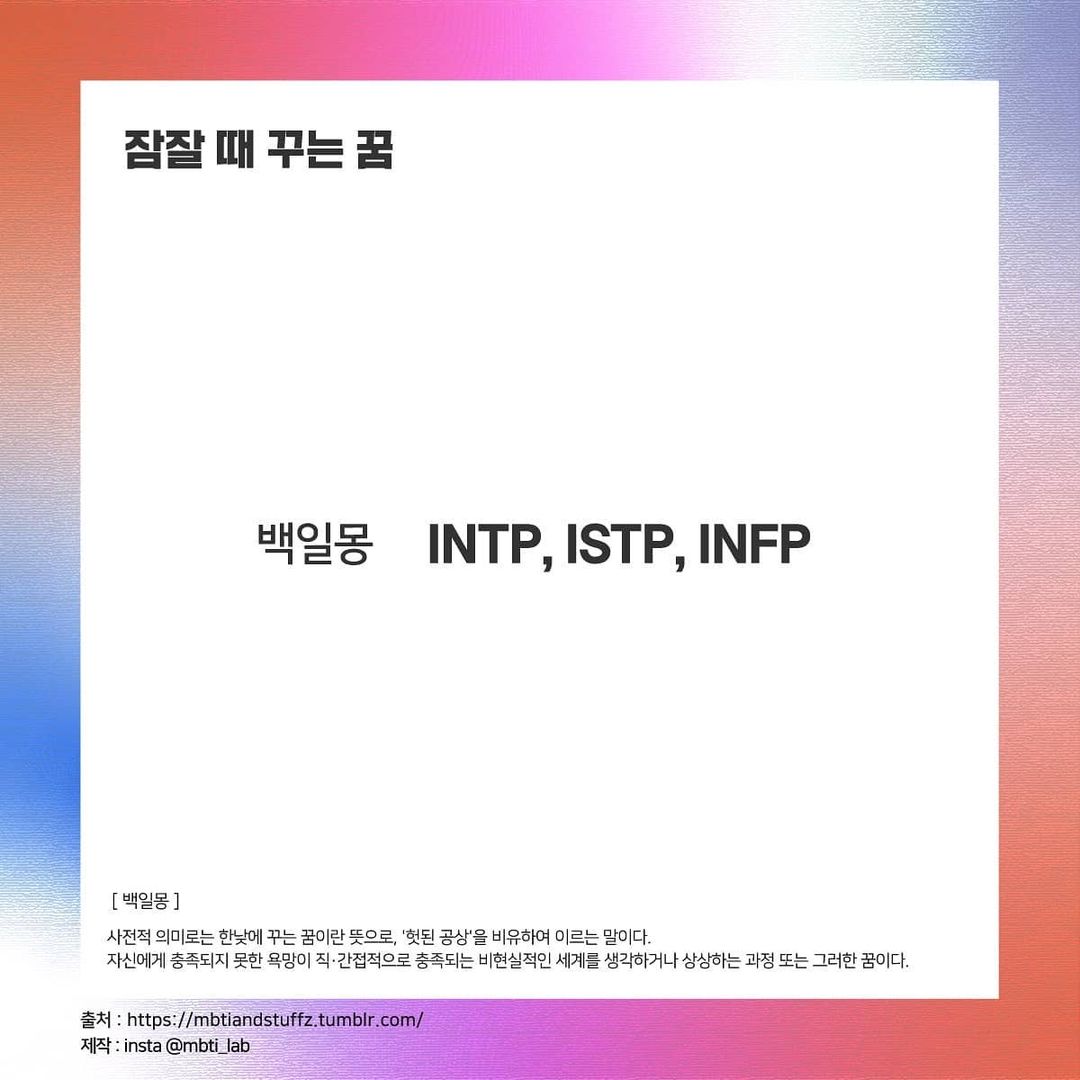 잠잘 때 꾸는 꿈
백일몽 INTP, ISTP, INFP
[ 백일몽 ]
사전적 의미로는 한낮에 꾸는 꿈이란 뜻으로, '헛된 공상'을 비유하여 이르는 말이다.
자신에게 충족되지 못한 욕망이 직·간접적으로 충족되는 비현실적인 세계를 생각하거나 상상하는 과정 또는 그러한 꿈이다.
출처 : https://mbtiandstuffz.tumblr.com/
제작 : insta @mbti_lab